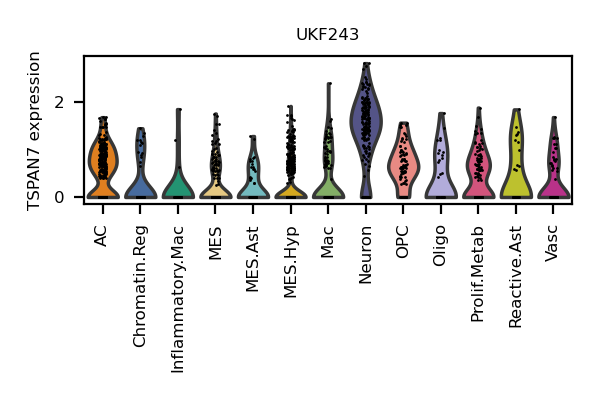 UKF243
TSPAN7 expression
2
0
AC
Chromatin.Reg
Inflammatory.Mac
MES
MES.Ast
MES.Hyp
Mac
Neuron
OPC
Oligo
Prolif.Metab
Reactive.Ast
Vasc